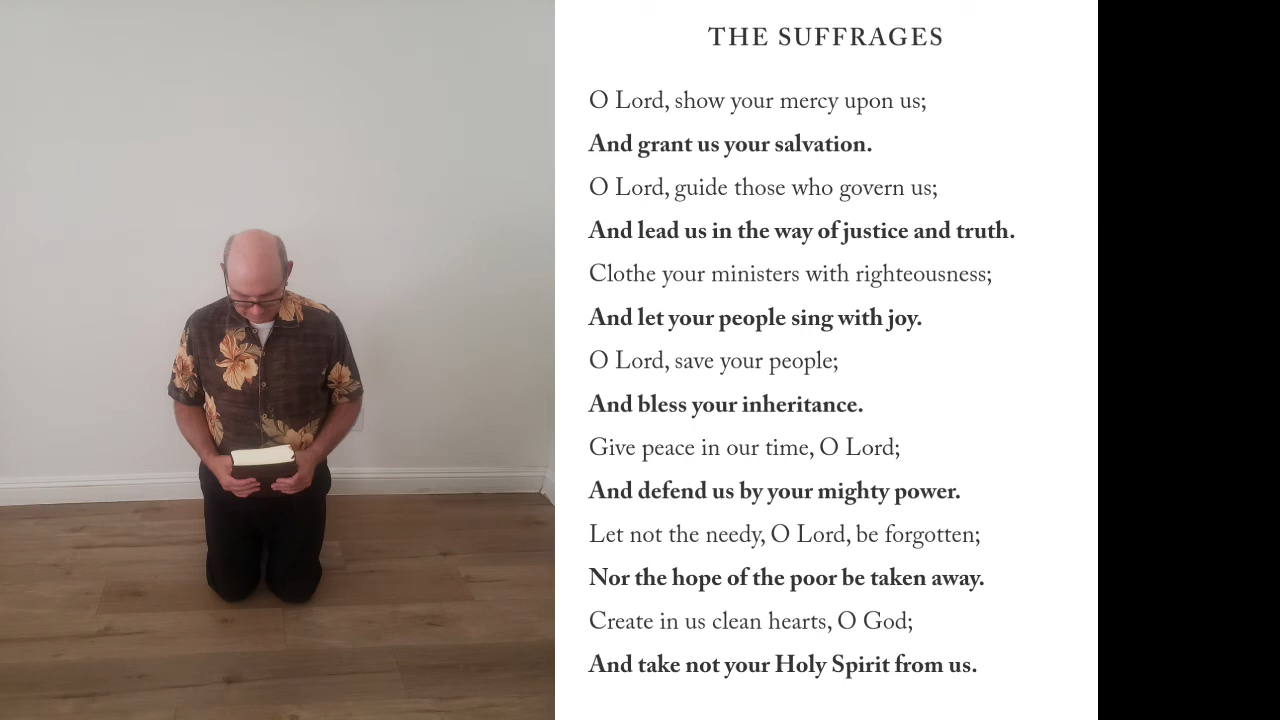 THE SUFFRAGES
O Lord, show your mercy upon us;
And grant us your salvation.
O Lord, guide those who govern us;
And lead us in the way of justice and truth.
Clothe your ministers with righteousness;
And let your people sing with joy.
O Lord, save your people;
And bless your inheritance.
Give peace in our time, O Lord;
And defend us by your mighty power.
Let not the needy, O Lord, be forgotten;
Nor the hope of the poor be taken away.
Create in us clean hearts, O God;
And take not your Holy Spirit from us.